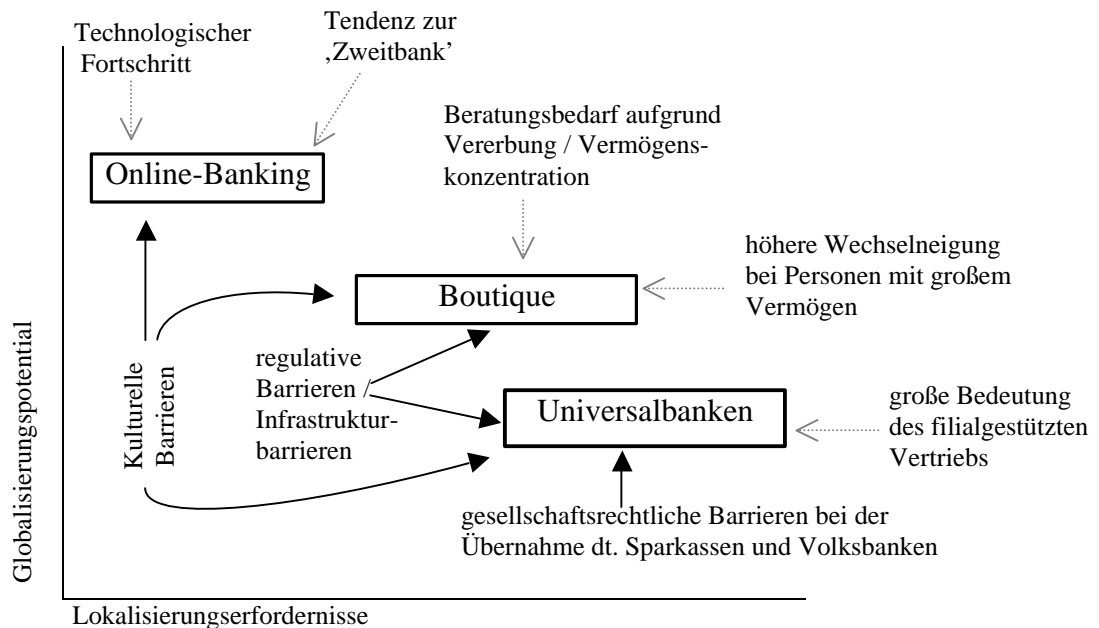 Technologischer
Fortschritt
Tendenz zur
‚Zweitbank’
Beratungsbedarf aufgrund
Vererbung / Vermögens-
konzentration
Online-Banking
höhere Wechselneigung
bei Personen mit großem
Vermögen
Boutique
Globalisierungspotential
Kulturelle
Barrieren
regulative
Barrieren /
Infrastruktur-
barrieren
Universalbanken
große Bedeutung
des filialgestützten
Vertriebs
gesellschaftsrechtliche Barrieren bei der
Übernahme dt. Sparkassen und Volksbanken
Lokalisierungserfordernisse